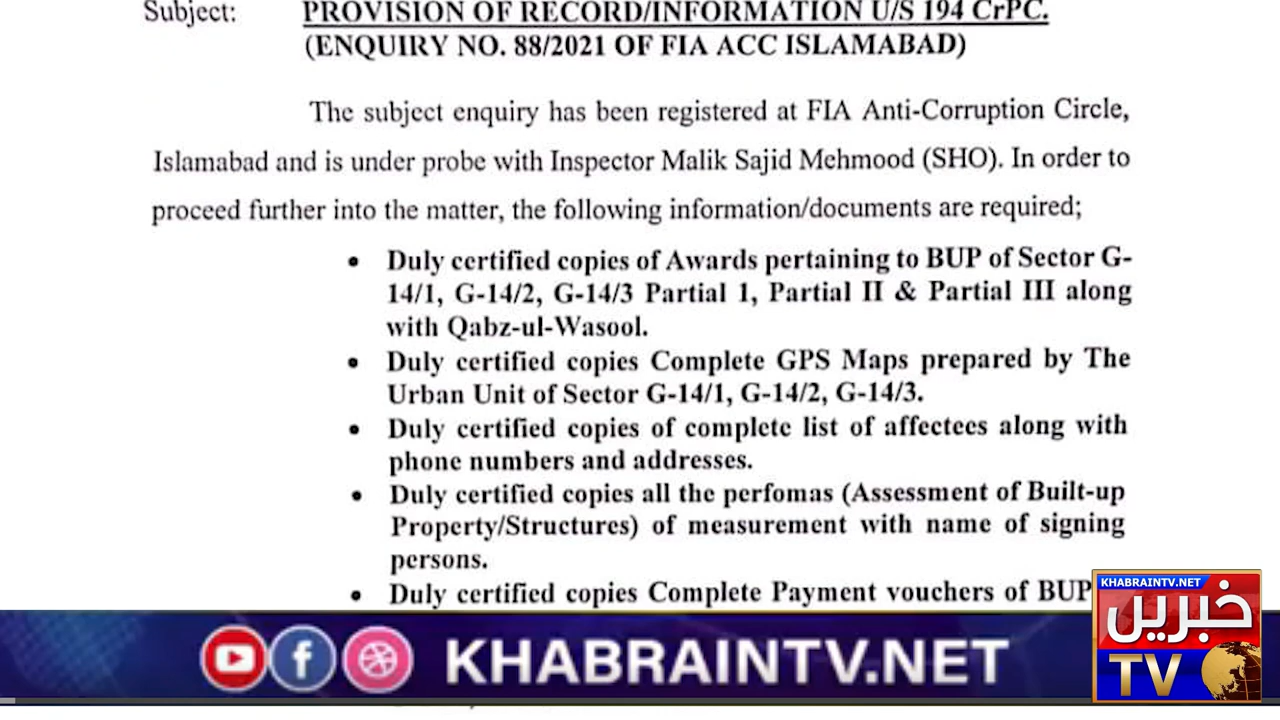 Subject: PROVISION OF RECORD/INFORMATION U/S 194 CrPC.
(ENQUIRY NO. 88/2021 OF FIA ACC ISLAMABAD)
The subject enquiry has been registered at FIA Anti-Corruption Circle,
Islamabad and is under probe with Inspector Malik Sajid Mehmood (SHO). In order to
proceed further into the matter, the following information/documents are required;
• Duly certified copies of Awards pertaining to BUP of Sector G-
14/1, G-14/2, G-14/3 Partial 1, Partial II & Partial III along
with Qabz-ul-Wasool.
• Duly certified copies Complete GPS Maps prepared by The
Urban Unit of Sector G-14/1, G-14/2, G-14/3.
• Duly certified copies of complete list of affectees along with
phone numbers and addresses.
• Duly certified copies all the perfomas (Assessment of Built-up
Property/Structures) of measurement with name of signing
persons.
• Duly certified copies Complete Payment vouchers of BUP
KHABRAINTV.NET
KHABRAINTV.NET
خبریں
TV